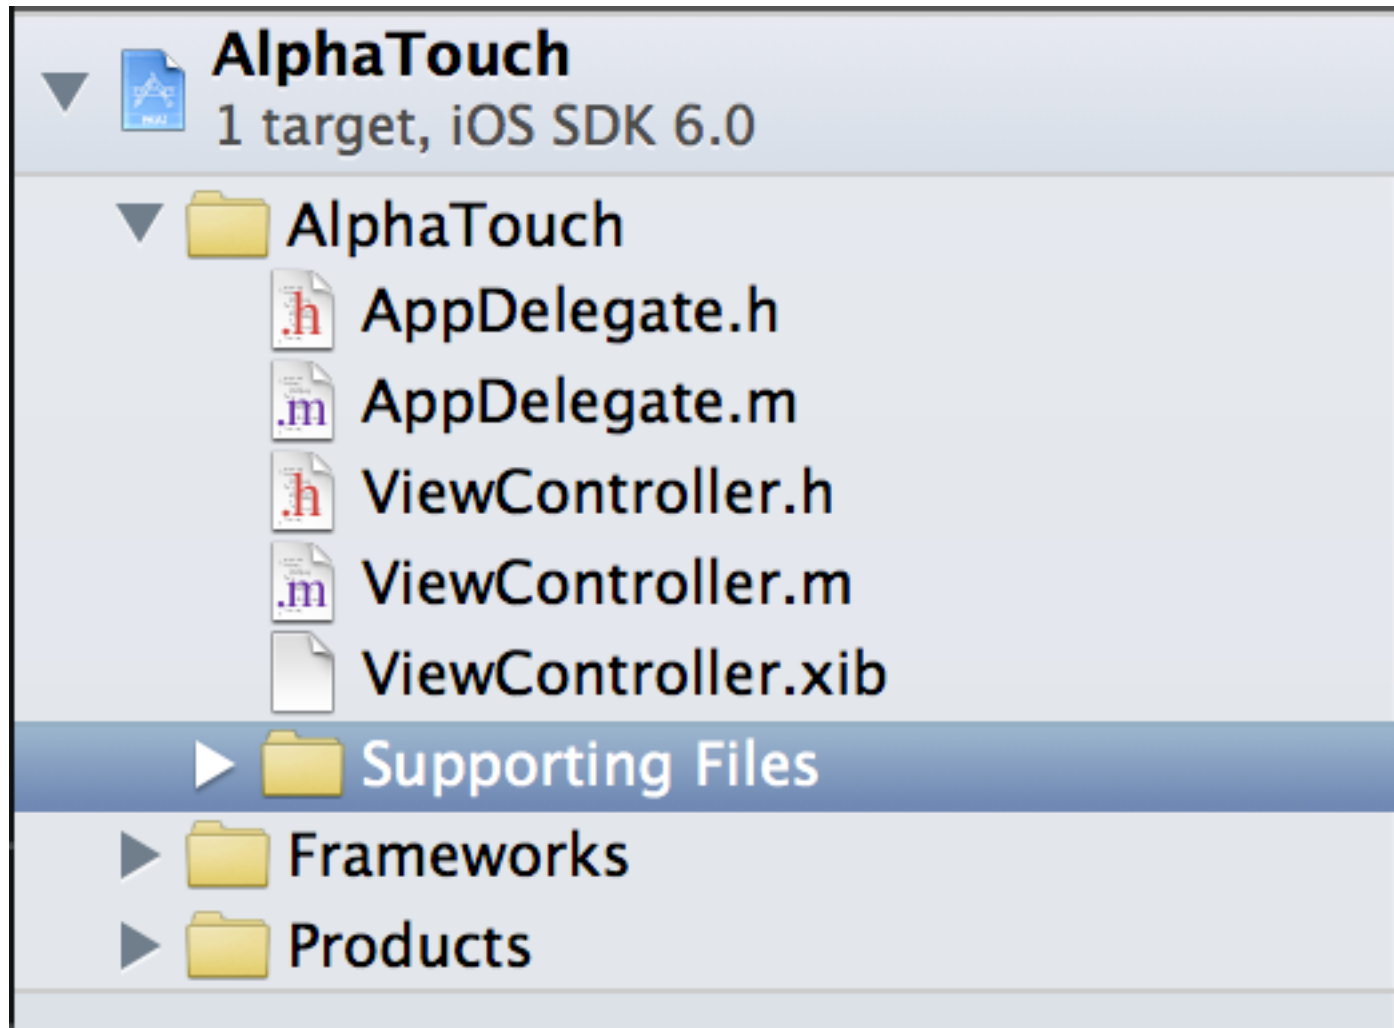 AlphaTouch
1 target, iOS SDK 6.0
AlphaTouch
.h AppDelegate.h
.m AppDelegate.m
.h ViewController.h
.m ViewController.m
ViewController.xib
Supporting Files
Frameworks
Products